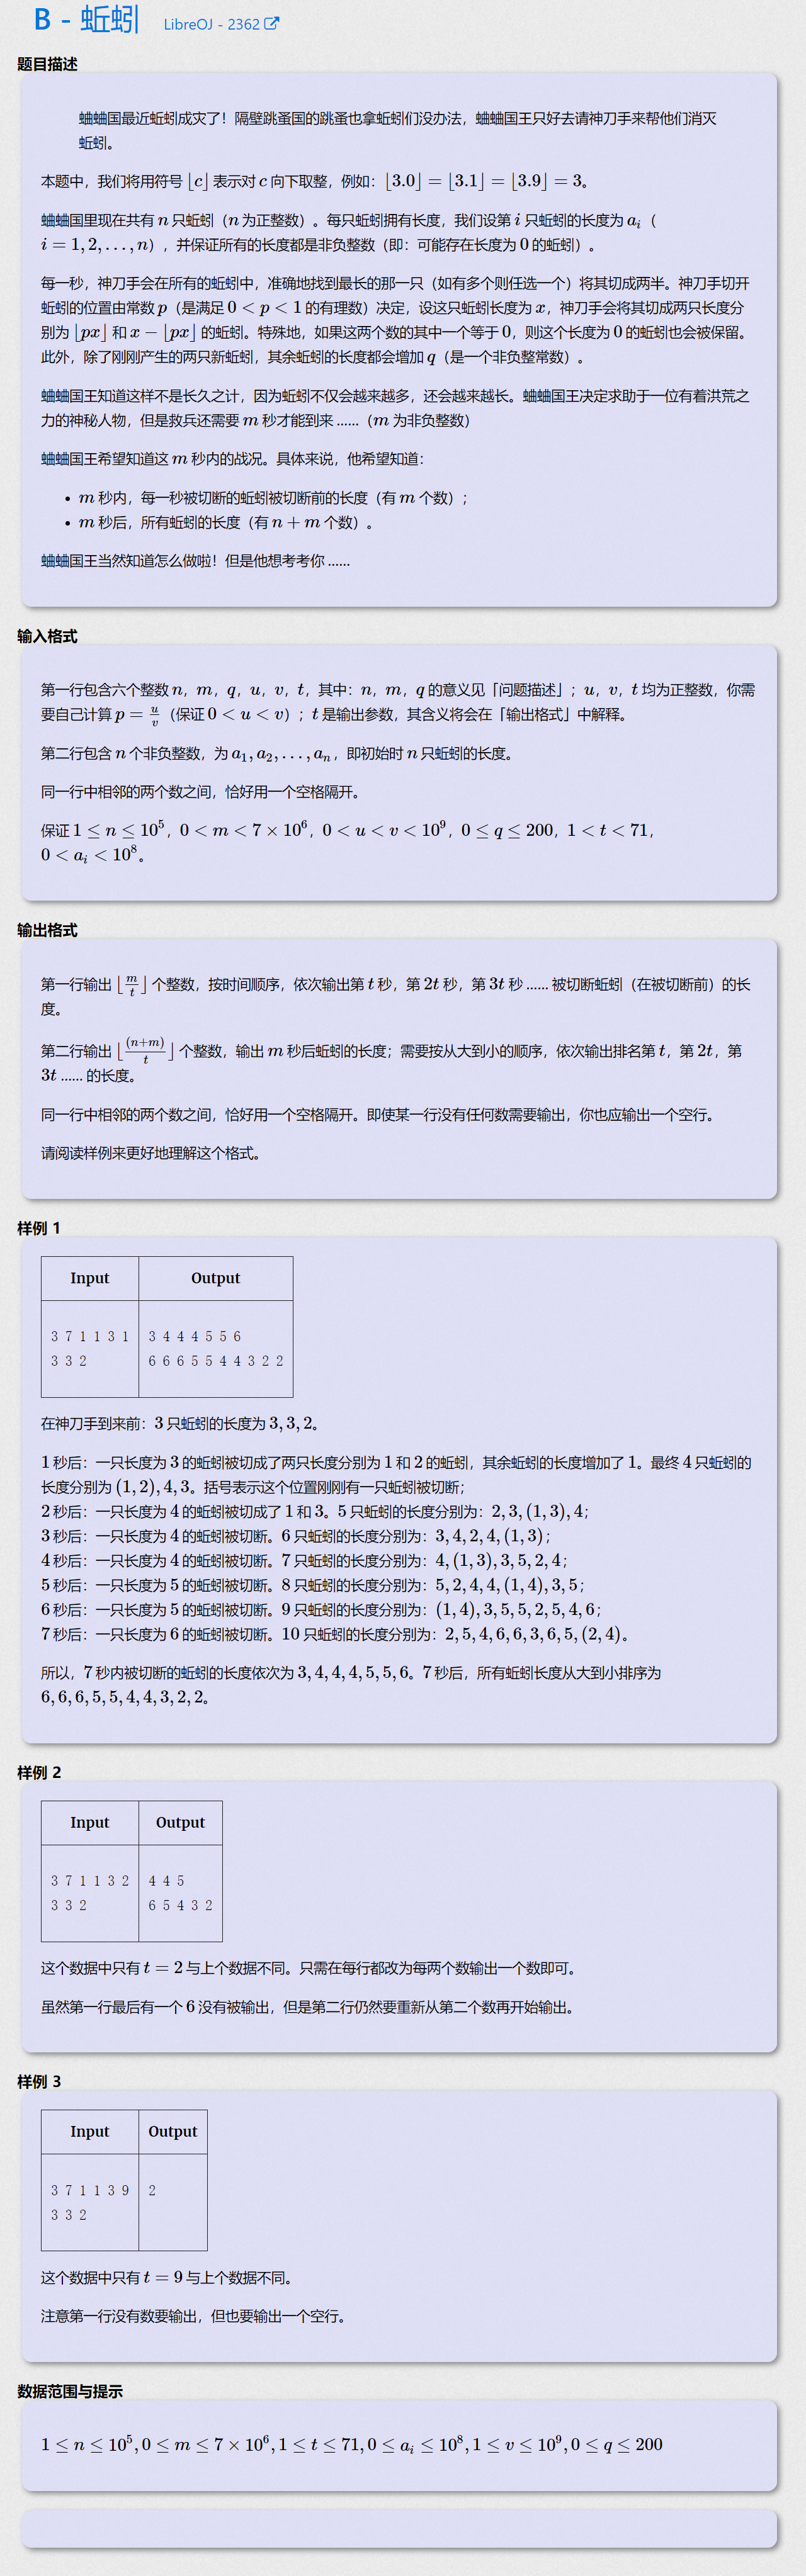 B - 蚯蚓 LibreOJ - 2362
题目描述
蛐蛐国最近蚯蚓成灾了！隔壁跳蚤国的跳蚤也拿蚯蚓们没办法，蛐蛐国王只好去请神刀手来帮他们消灭
蚯蚓。
本题中，我们将用符号 ⌊c⌋ 表示对 c 向下取整，例如：⌊3.0⌋ = ⌊3.1⌋ = ⌊3.9⌋ = 3。
蛐蛐国里现在共有 n 只蚯蚓（n 为正整数）。每只蚯蚓拥有长度，我们设第 i 只蚯蚓的长度为 a_i（
i = 1, 2, . . . , n），并保证所有的长度都是非负整数（即：可能存在长度为 0 的蚯蚓）。
每一秒，神刀手会在所有的蚯蚓中，准确地找到最长的那一只（如有多个则任选一个）将其切成两半。神刀手切开
蚯蚓的位置由常数 p（是满足 0 < p < 1 的有理数）决定，设这只蚯蚓长度为 x，神刀手会将其切成两只长度分
别为 ⌊px⌋ 和 x − ⌊px⌋ 的蚯蚓。特殊地，如果这两个数的其中一个等于 0，则这个长度为 0 的蚯蚓也会被保留。
此外，除了刚刚产生的两只新蚯蚓，其余蚯蚓的长度都会增加 q（是一个非负整常数）。
蛐蛐国王知道这样不是长久之计，因为蚯蚓不仅会越来越多，还会越来越长。蛐蛐国王决定求助于一位有着洪荒之
力的神秘人物，但是救兵还需要 m 秒才能到来 ......（m 为非负整数）
蛐蛐国王希望知道这 m 秒内的战况。具体来说，他希望知道：
• m 秒内，每一秒被切断的蚯蚓被切断前的长度（有 m 个数）；
• m 秒后，所有蚯蚓的长度（有 n + m 个数）。
蛐蛐国王当然知道怎么做啦！但是他想考考你 ......
输入格式
第一行包含六个整数 n，m，q，u，v，t，其中：n，m，q 的意义见「问题描述」；u，v，t 均为正整数，你需
要自己计算 p = u/v（保证 0 < u < v）；t 是输出参数，其含义将会在「输出格式」中解释。
第二行包含 n 个非负整数，为 a_1, a_2, . . . , a_n，即初始时 n 只蚯蚓的长度。
同一行中相邻的两个数之间，恰好用一个空格隔开。
保证 1 ≤ n ≤ 10^5，0 < m < 7 × 10^6，0 < u < v < 10^9，0 ≤ q ≤ 200，1 < t < 71，
0 < a_i < 10^8。
输出格式
第一行输出 ⌊m/t⌋ 个整数，按时间顺序，依次输出第 t 秒，第 2t 秒，第 3t 秒 ...... 被切断蚯蚓（在被切断前）的长
度。
第二行输出 ⌊(n+m)/t⌋ 个整数，输出 m 秒后蚯蚓的长度；需要按从大到小的顺序，依次输出排名第 t，第 2t，第
3t ...... 的长度。
同一行中相邻的两个数之间，恰好用一个空格隔开。即使某一行没有任何数需要输出，你也应输出一个空行。
请阅读样例来更好地理解这个格式。
样例 1
Input Output
3 7 1 1 3 1
3 3 2
3 4 4 4 5 5 6
6 6 6 5 5 4 4 3 2 2
在神刀手到来前：3 只蚯蚓的长度为 3, 3, 2。
1 秒后：一只长度为 3 的蚯蚓被切成了两只长度分别为 1 和 2 的蚯蚓，其余蚯蚓的长度增加了 1。最终 4 只蚯蚓的
长度分别为 (1, 2), 4, 3。括号表示这个位置刚刚有一只蚯蚓被切断；
2 秒后：一只长度为 4 的蚯蚓被切成了 1 和 3。5 只蚯蚓的长度分别为：2, 3, (1, 3), 4；
3 秒后：一只长度为 4 的蚯蚓被切断。6 只蚯蚓的长度分别为：3, 4, 2, 4, (1, 3)；
4 秒后：一只长度为 4 的蚯蚓被切断。7 只蚯蚓的长度分别为：4, (1, 3), 3, 5, 2, 4；
5 秒后：一只长度为 5 的蚯蚓被切断。8 只蚯蚓的长度分别为：5, 2, 4, 4, (1, 4), 3, 5；
6 秒后：一只长度为 5 的蚯蚓被切断。9 只蚯蚓的长度分别为：(1, 4), 3, 5, 5, 2, 5, 4, 6；
7 秒后：一只长度为 6 的蚯蚓被切断。10 只蚯蚓的长度分别为：2, 5, 4, 6, 6, 3, 6, 5, (2, 4)。
所以，7 秒内被切断的蚯蚓的长度依次为 3, 4, 4, 4, 5, 5, 6。7 秒后，所有蚯蚓长度从大到小排序为
6, 6, 6, 5, 5, 4, 4, 3, 2, 2。
样例 2
Input Output
3 7 1 1 3 2
3 3 2
4 4 5
6 5 4 3 2
这个数据中只有 t = 2 与上个数据不同。只需在每行都改为每两个数输出一个数即可。
虽然第一行最后有一个 6 没有被输出，但是第二行仍然要重新从第二个数再开始输出。
样例 3
Input Output
3 7 1 1 3 9
3 3 2
2
这个数据中只有 t = 9 与上个数据不同。
注意第一行没有数要输出，但也要输出一个空行。
数据范围与提示
1 ≤ n ≤ 10^5, 0 ≤ m ≤ 7 × 10^6, 1 ≤ t ≤ 71, 0 ≤ a_i ≤ 10^8, 1 ≤ v ≤ 10^9, 0 ≤ q ≤ 200